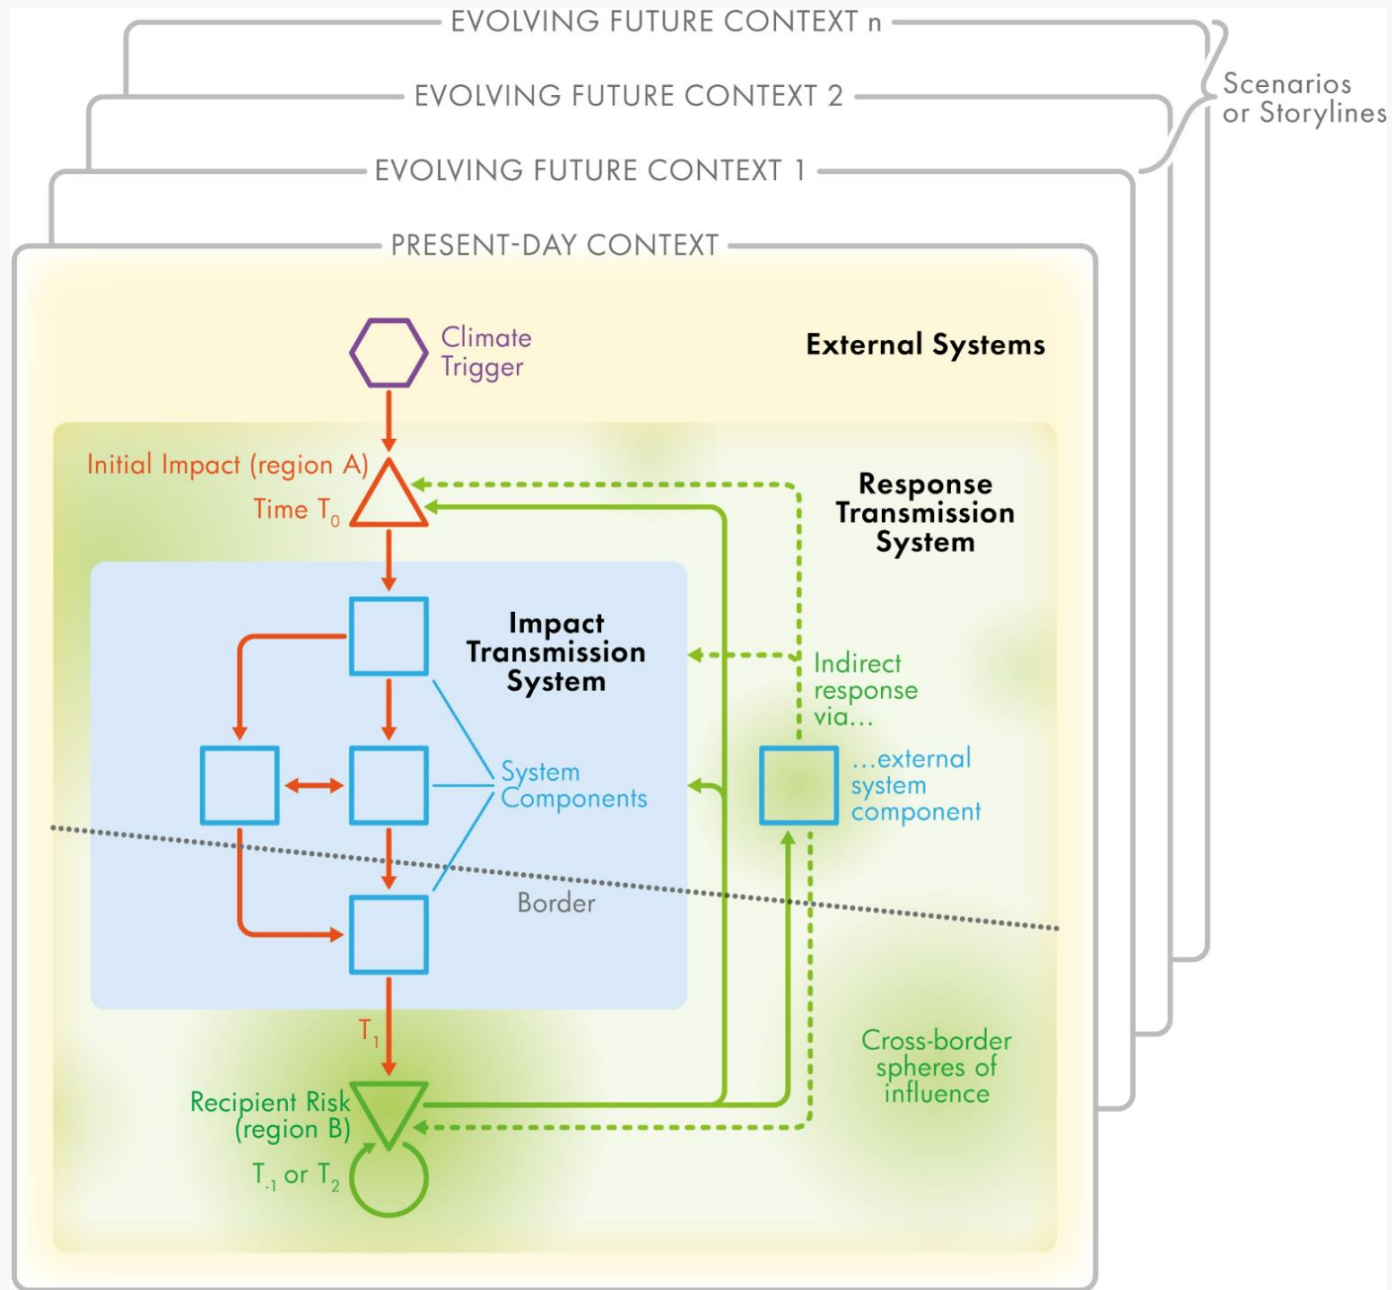 EVOLVING FUTURE CONTEXT n
Scenarios
or Storylines
EVOLVING FUTURE CONTEXT 2
EVOLVING FUTURE CONTEXT 1
PRESENT-DAY CONTEXT
Climate
Trigger
External Systems
Initial Impact (region A)
Time T₀
Response
Transmission
System
Impact
Transmission
System
Indirect
response
via...
...external
system
component
System
Components
Border
T₁
Cross-border
spheres of
influence
Recipient Risk
(region B)
T₋₁ or T₂